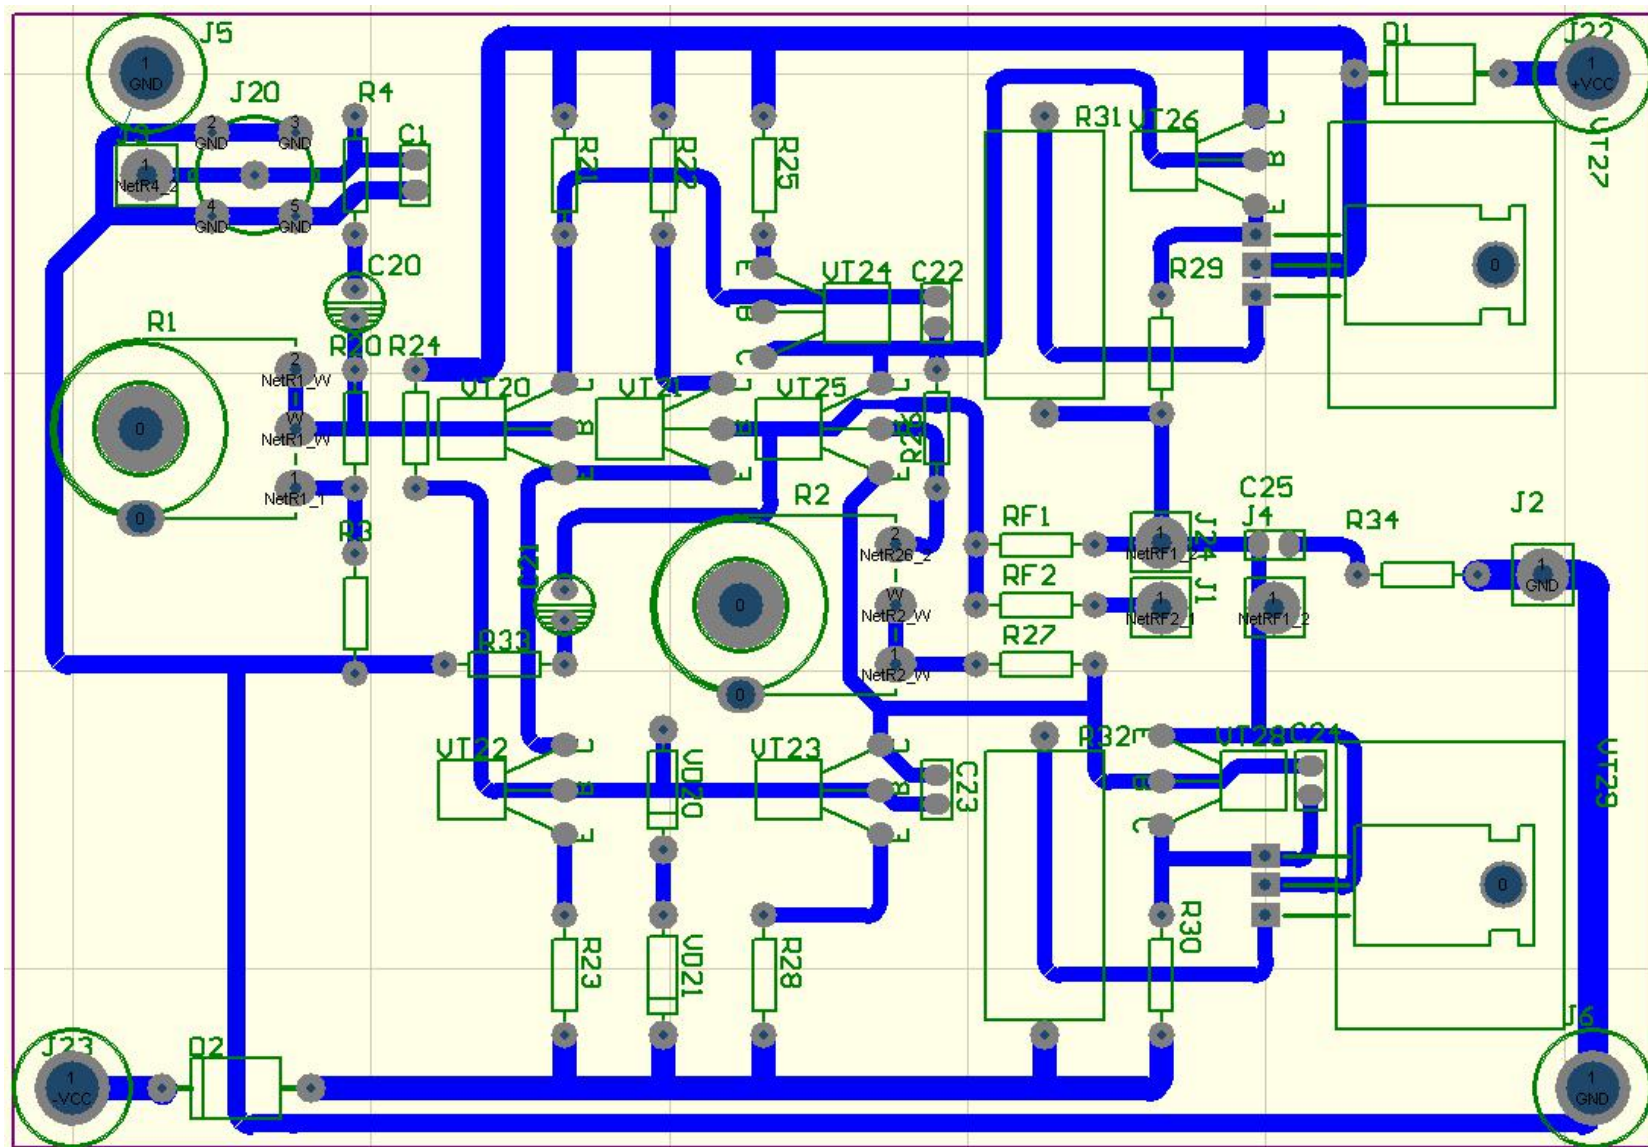 J5
1
GND
J20
2
GND
3
GND
R4
C1
1
NetR4_2
4
GND
5
GND
R21
R22
R25
R31
VT26
C
B
E
D1
J22
1
+VCC
VT27
C20
R29
0
E
VT24
B
C
C22
R1
R20
R24
2
NetR1_W
W
NetR1_W
1
NetR1_1
0
0
VT20
C
B
E
VT21
C
B
E
VT25
C
B
E
R26
R3
R2
2
NetR26_2
W
NetR2_W
1
NetR2_W
0
0
RF1
RF2
R27
1
NetRF1_2
J24
1
NetRF2_1
J1
C25
J4
1
NetRF1_2
R34
J2
1
GND
R33
VT22
C
B
E
VD20
VT23
C
B
E
C23
R32
E
B
C
VT28
C24
VT29
0
R23
VD21
R28
R30
J23
1
-VCC
D2
J6
1
GND